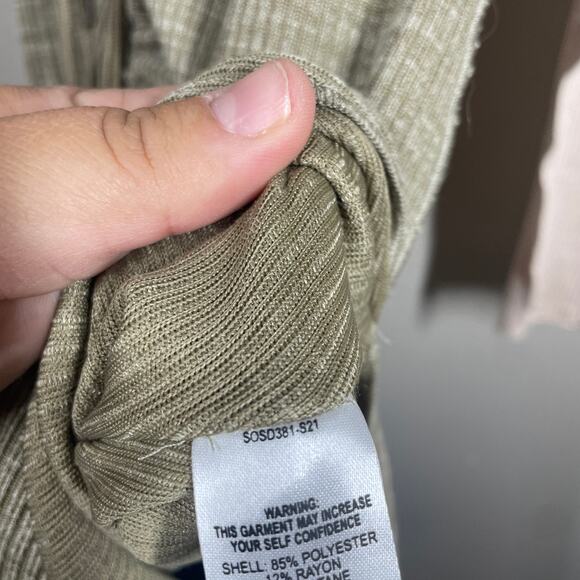 SOSD381-S21
WARNING:
THIS GARMENT MAY INCREASE
YOUR SELF CONFIDENCE
SHELL: 85% POLYESTER
12% RAYON